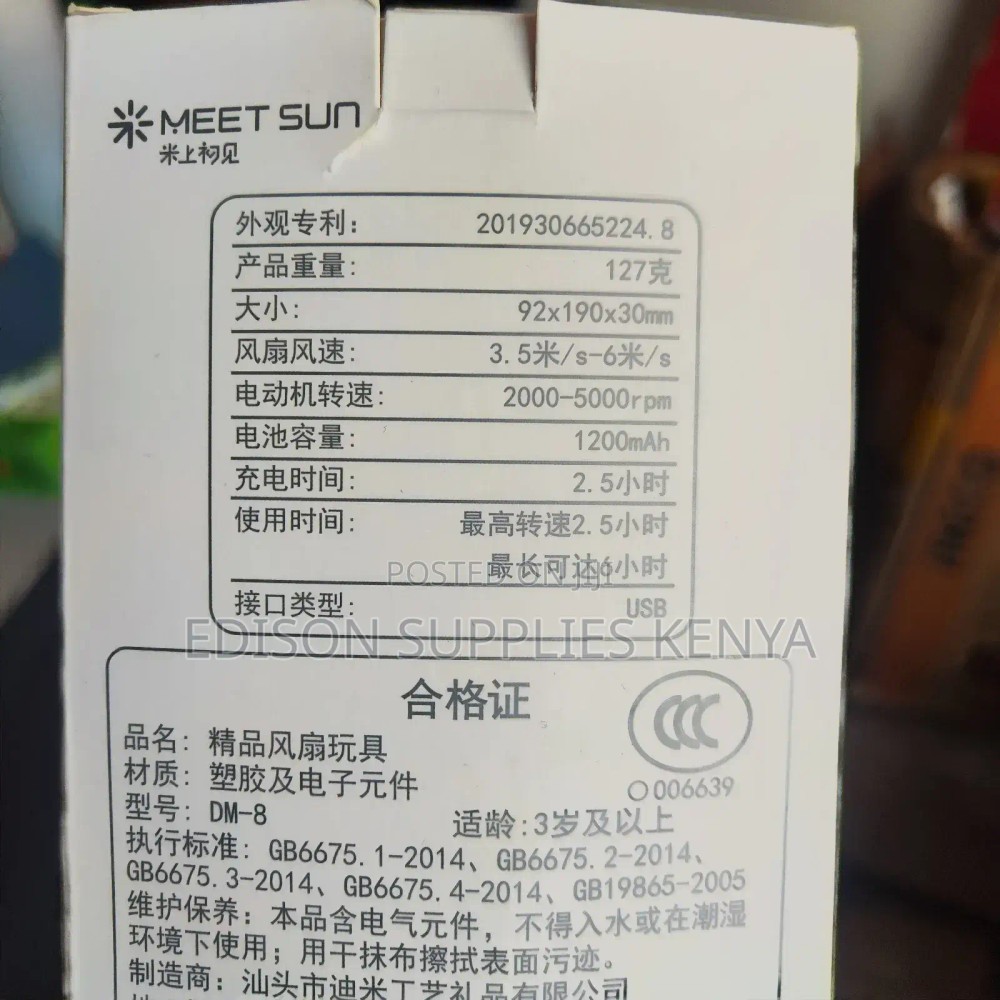 MEET SUN
米上初见
外观专利: 201930665224.8
产品重量: 127克
大小: 92x190x30mm
风扇风速: 3.5米/s-6米/s
电动机转速: 2000-5000rpm
电池容量: 1200mAh
充电时间: 2.5小时
使用时间: 最高转速2.5小时
最长可达6小时
POSTED ON Jiji
接口类型: USB
EDISON SUPPLIES KENYA
合格证
CCC
品名: 精品风扇玩具
材质: 塑胶及电子元件
006639
型号: DM-8 适龄:3岁及以上
执行标准: GB6675.1-2014、GB6675.2-2014、
GB6675.3-2014、GB6675.4-2014、GB19865-2005
维护保养: 本品含电气元件，不得入水或在潮湿
环境下使用; 用干抹布擦拭表面污迹。
制造商: 汕头市迪米工艺礼品有限公司